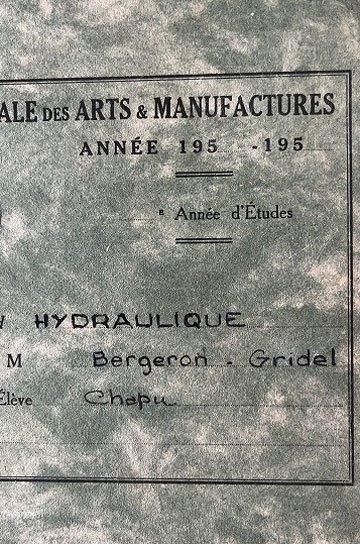 ALE DES ARTS & MANUFACTURES
ANNÉE 195 -195
E Année d'Études
HYDRAULIQUE
M Bergeron - Gridel
Élève Chapu